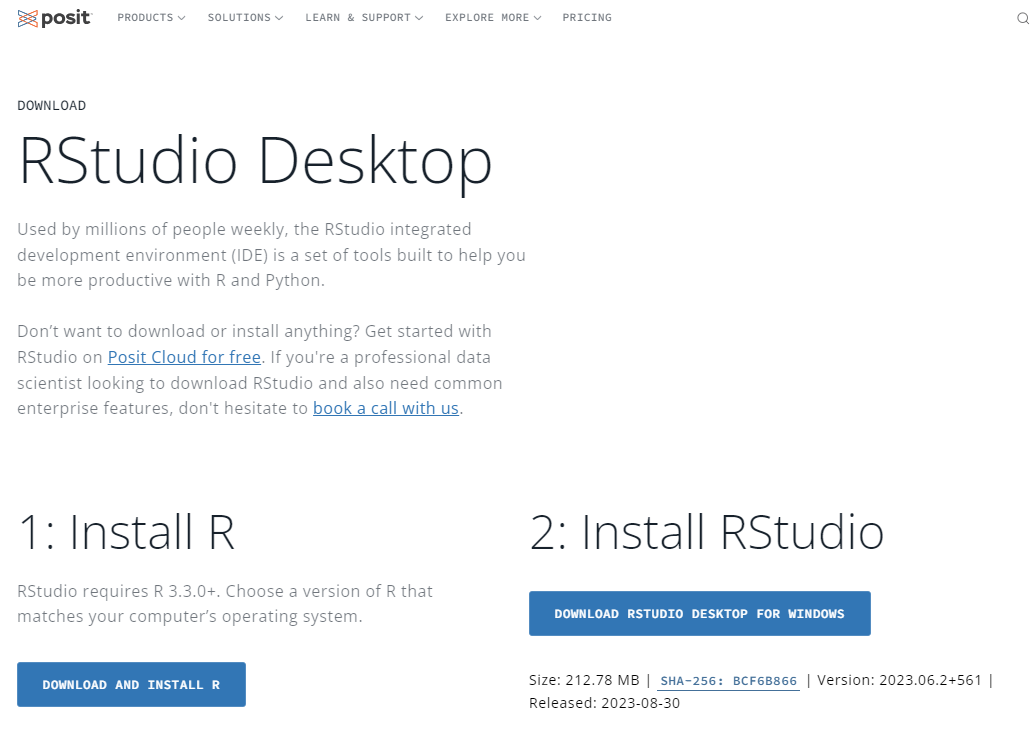 posit PRODUCTS SOLUTIONS LEARN & SUPPORT EXPLORE MORE PRICING
DOWNLOAD
RStudio Desktop
Used by millions of people weekly, the RStudio integrated
development environment (IDE) is a set of tools built to help you
be more productive with R and Python.
Don’t want to download or install anything? Get started with
RStudio on Posit Cloud for free. If you're a professional data
scientist looking to download RStudio and also need common
enterprise features, don't hesitate to book a call with us.
1: Install R
RStudio requires R 3.3.0+. Choose a version of R that
matches your computer’s operating system.
DOWNLOAD AND INSTALL R
2: Install RStudio
DOWNLOAD RSTUDIO DESKTOP FOR WINDOWS
Size: 212.78 MB | SHA-256: BCF6B866 | Version: 2023.06.2+561 |
Released: 2023-08-30